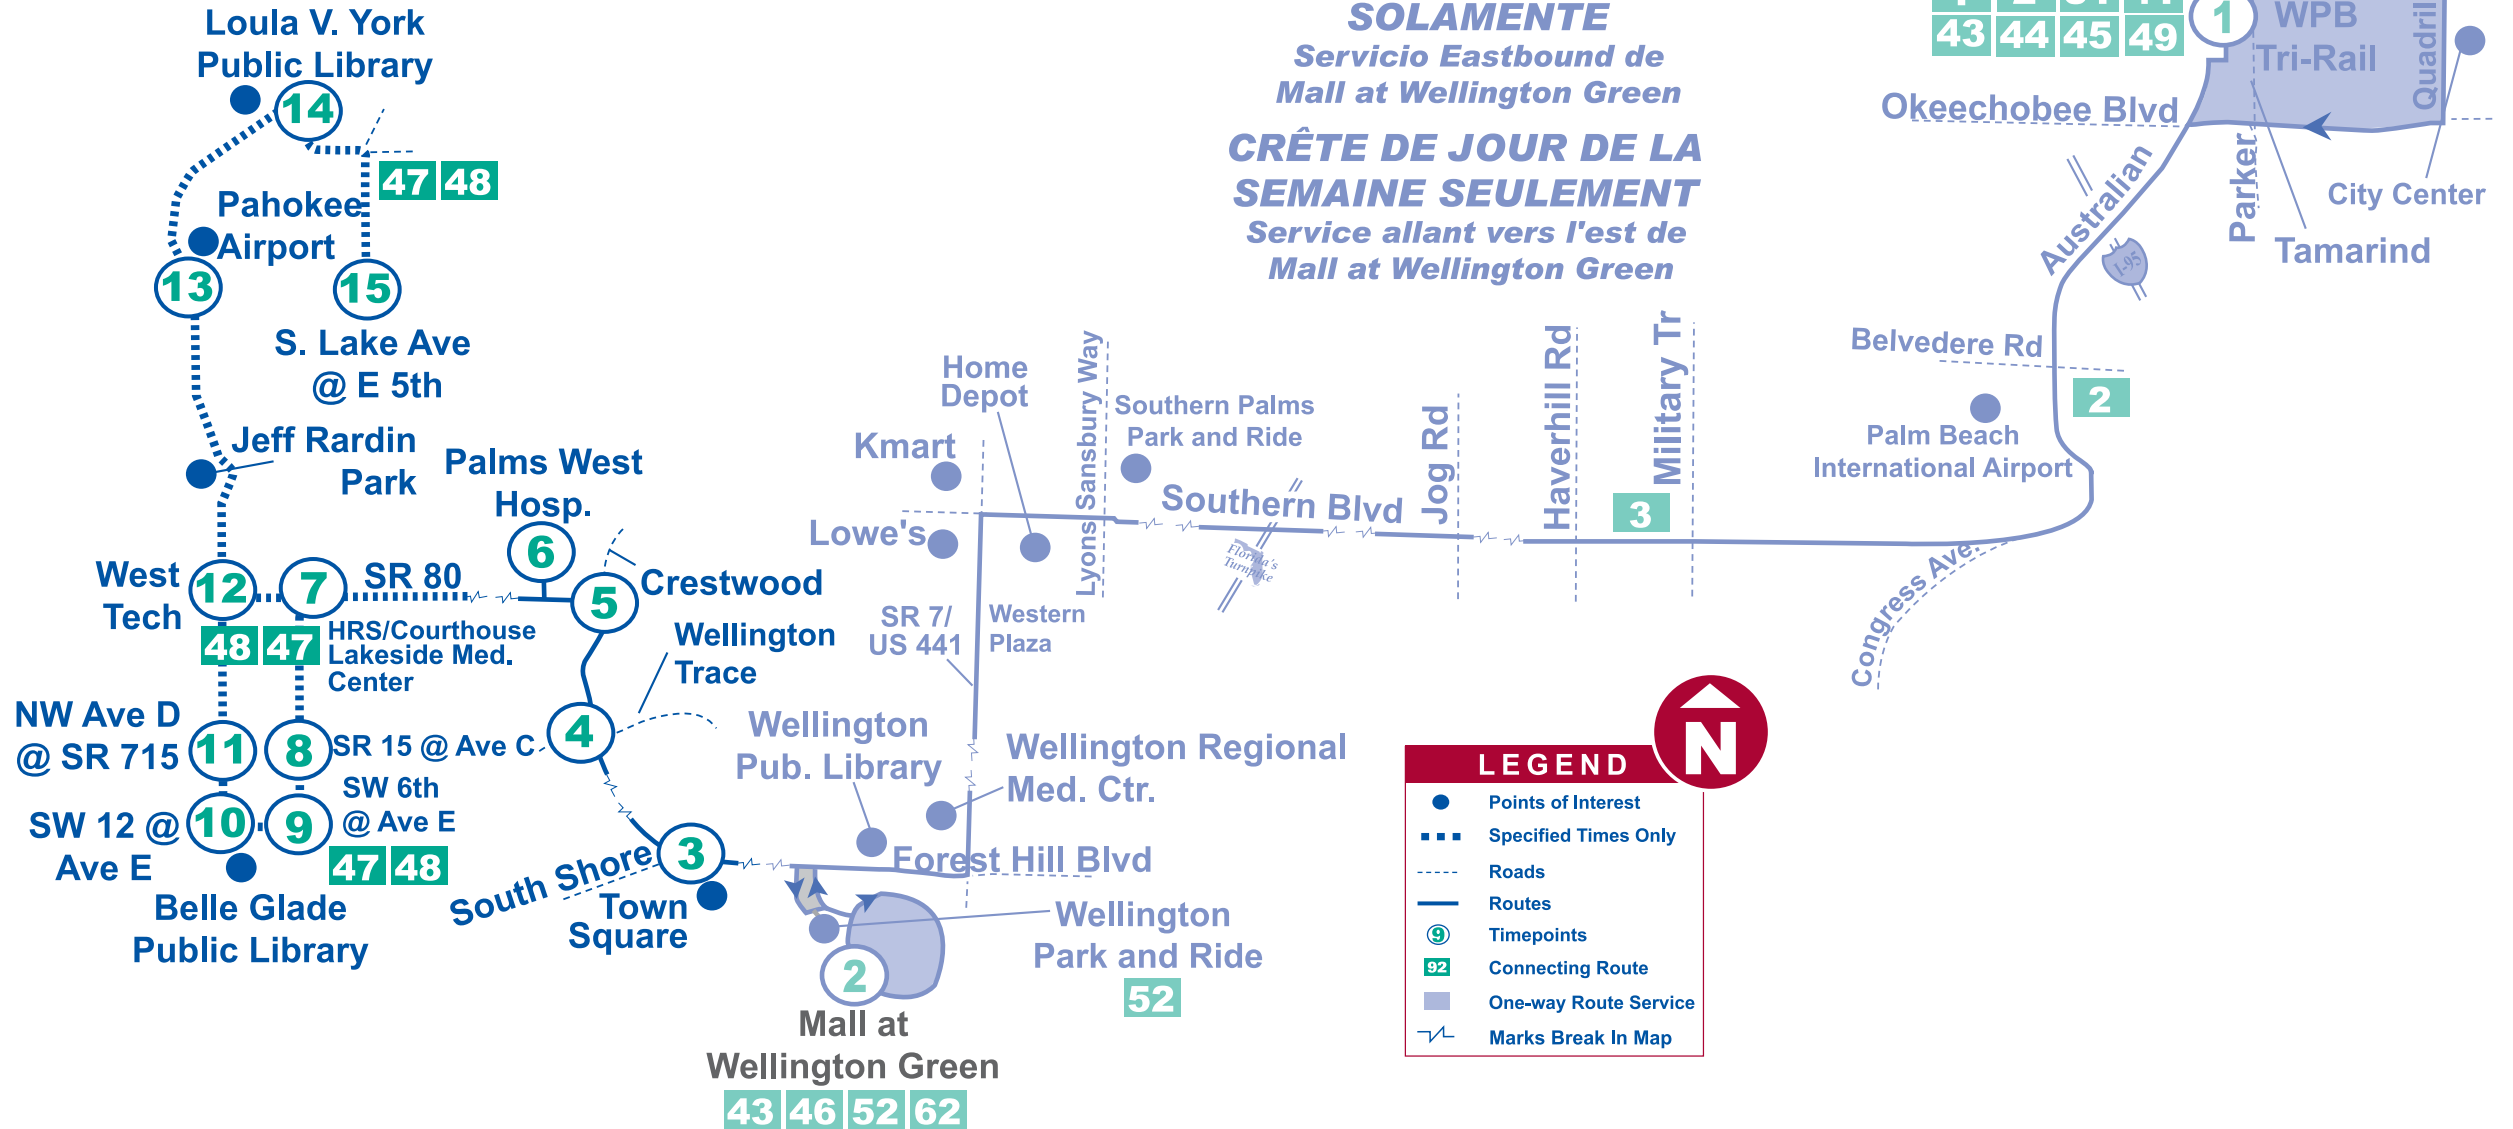 Loula V. York
Public Library
14
47 48
Pahokee
Airport
13
15
S. Lake Ave
@ E 5th
Jeff Rardin
Park
Palms West
Hosp.
6
West
Tech
12
7
SR 80
5
Crestwood
48 47
HRS/Courthouse
Lakeside Med.
Center
Wellington
Trace
NW Ave D
@ SR 715
11
8
SR 15 @ Ave C
4
SW 6th
@ Ave E
SW 12 @
Ave E
10
9
47 48
Belle Glade
Public Library
South Shore
3
Town
Square
SOLAMENTE
Servicio Eastbound de
Mall at Wellington Green
CRÊTE DE JOUR DE LA
SEMAINE SEULEMENT
Service allant vers l'est de
Mall at Wellington Green
Home
Depot
Kmart
Lowe's
Lyons Sansbury Way
Southern Palms
Park and Ride
Southern Blvd
Florida's
Turnpike
Jog Rd
Haverhill Rd
Military Tr
3
SR 7/
US 441
Western
Plaza
Wellington
Pub. Library
Wellington Regional
Med. Ctr.
Forest Hill Blvd
Wellington
Park and Ride
52
2
Mall at
Wellington Green
43 46 52 62
43 44 45 49
1
WPB
Tri-Rail
Quadrill
Okeechobee Blvd
Australian
Parker
City Center
Tamarind
I-95
Belvedere Rd
2
Palm Beach
International Airport
Congress Ave.
N
LEGEND
Points of Interest
Specified Times Only
Roads
Routes
9 Timepoints
92 Connecting Route
One-way Route Service
Marks Break In Map